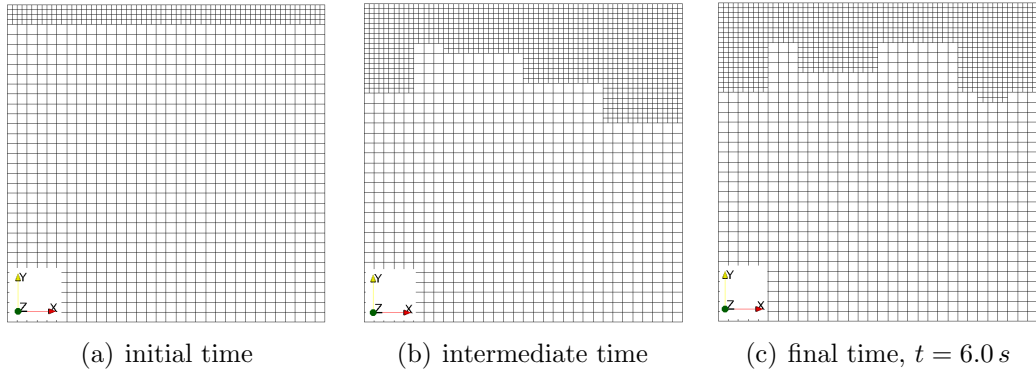 Y
Z X
Y
Z X
Y
Z X
(a) initial time
(b) intermediate time
(c) final time, t = 6.0 s